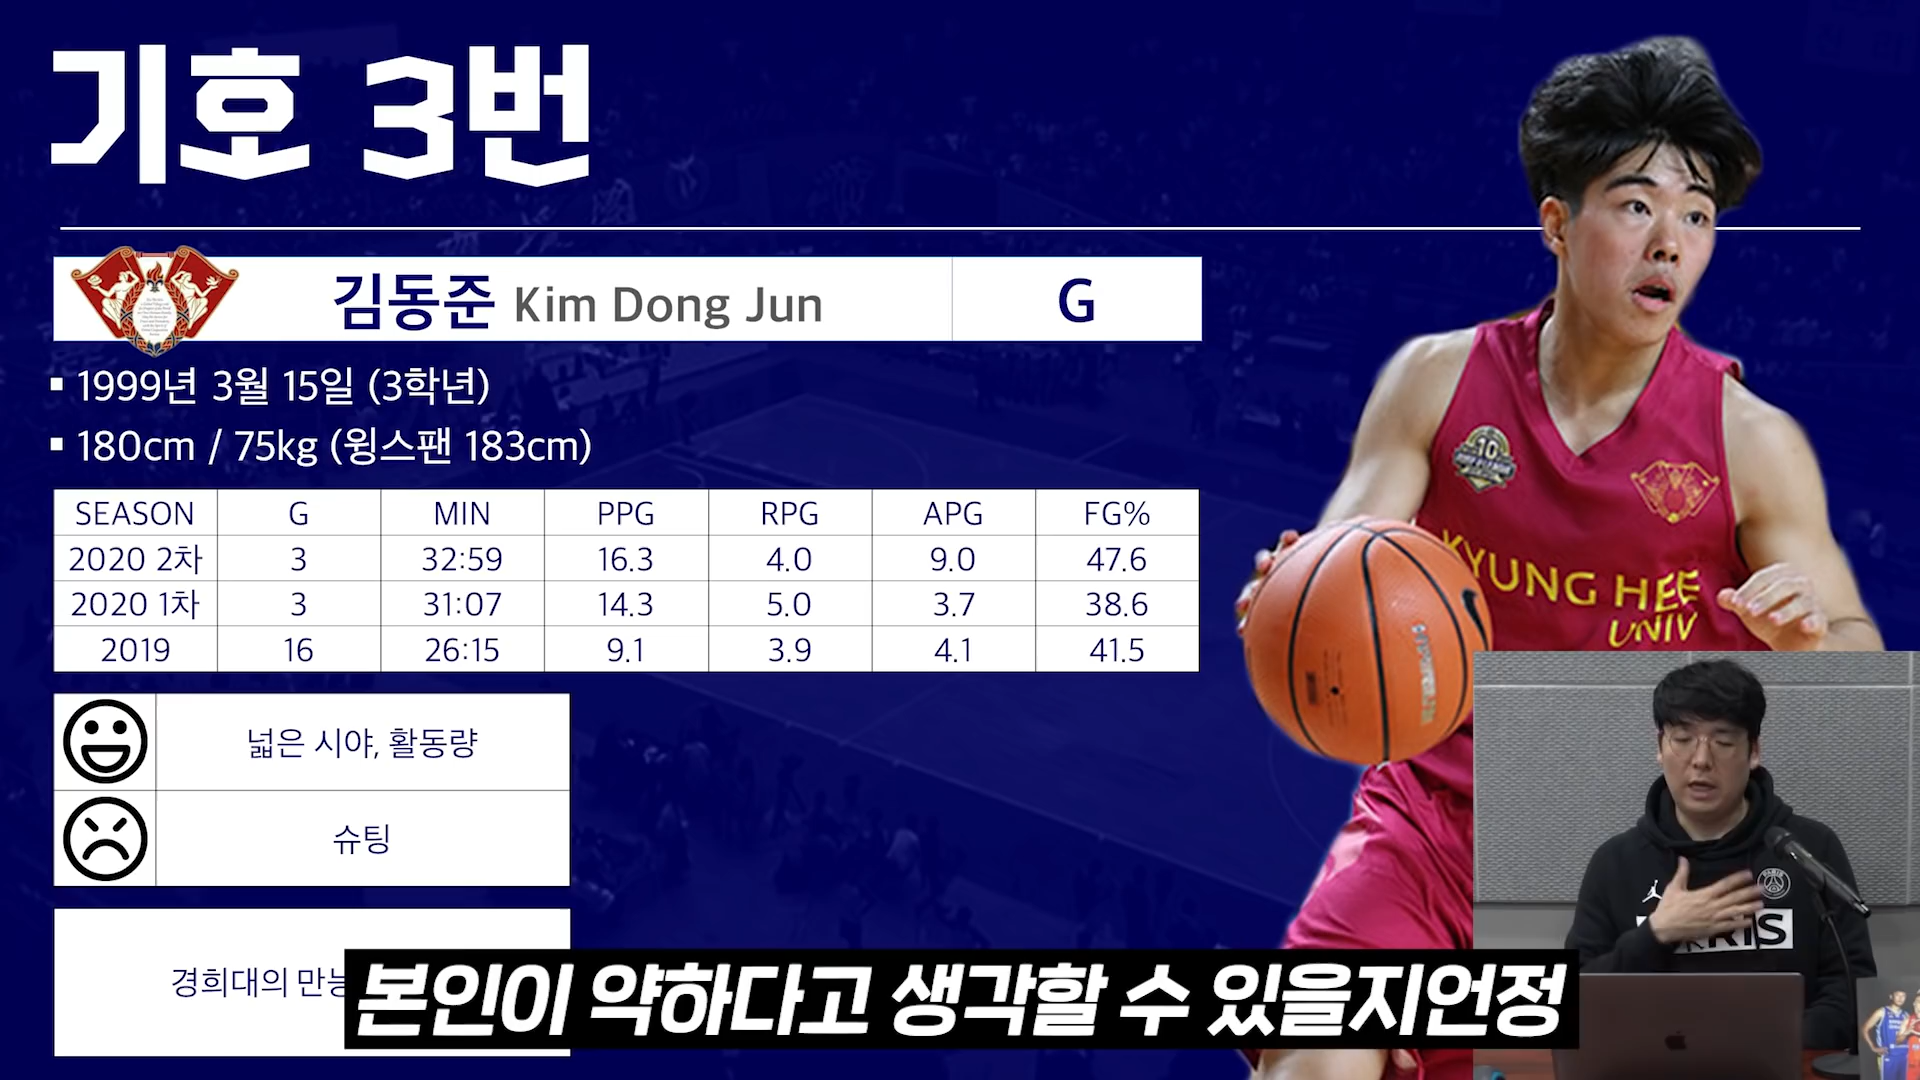 기호 3번
김동준 Kim Dong Jun G
1999년 3월 15일 (3학년)
180cm / 75kg (윙스팬 183cm)
SEASON G MIN PPG RPG APG FG%
2020 2차 3 32:59 16.3 4.0 9.0 47.6
2020 1차 3 31:07 14.3 5.0 3.7 38.6
2019 16 26:15 9.1 3.9 4.1 41.5
넓은 시야, 활동량
슈팅
경희대의 만능
본인이 약하다고 생각할 수 있을지언정
10
KYUNG HEE
UNIV
PARIS